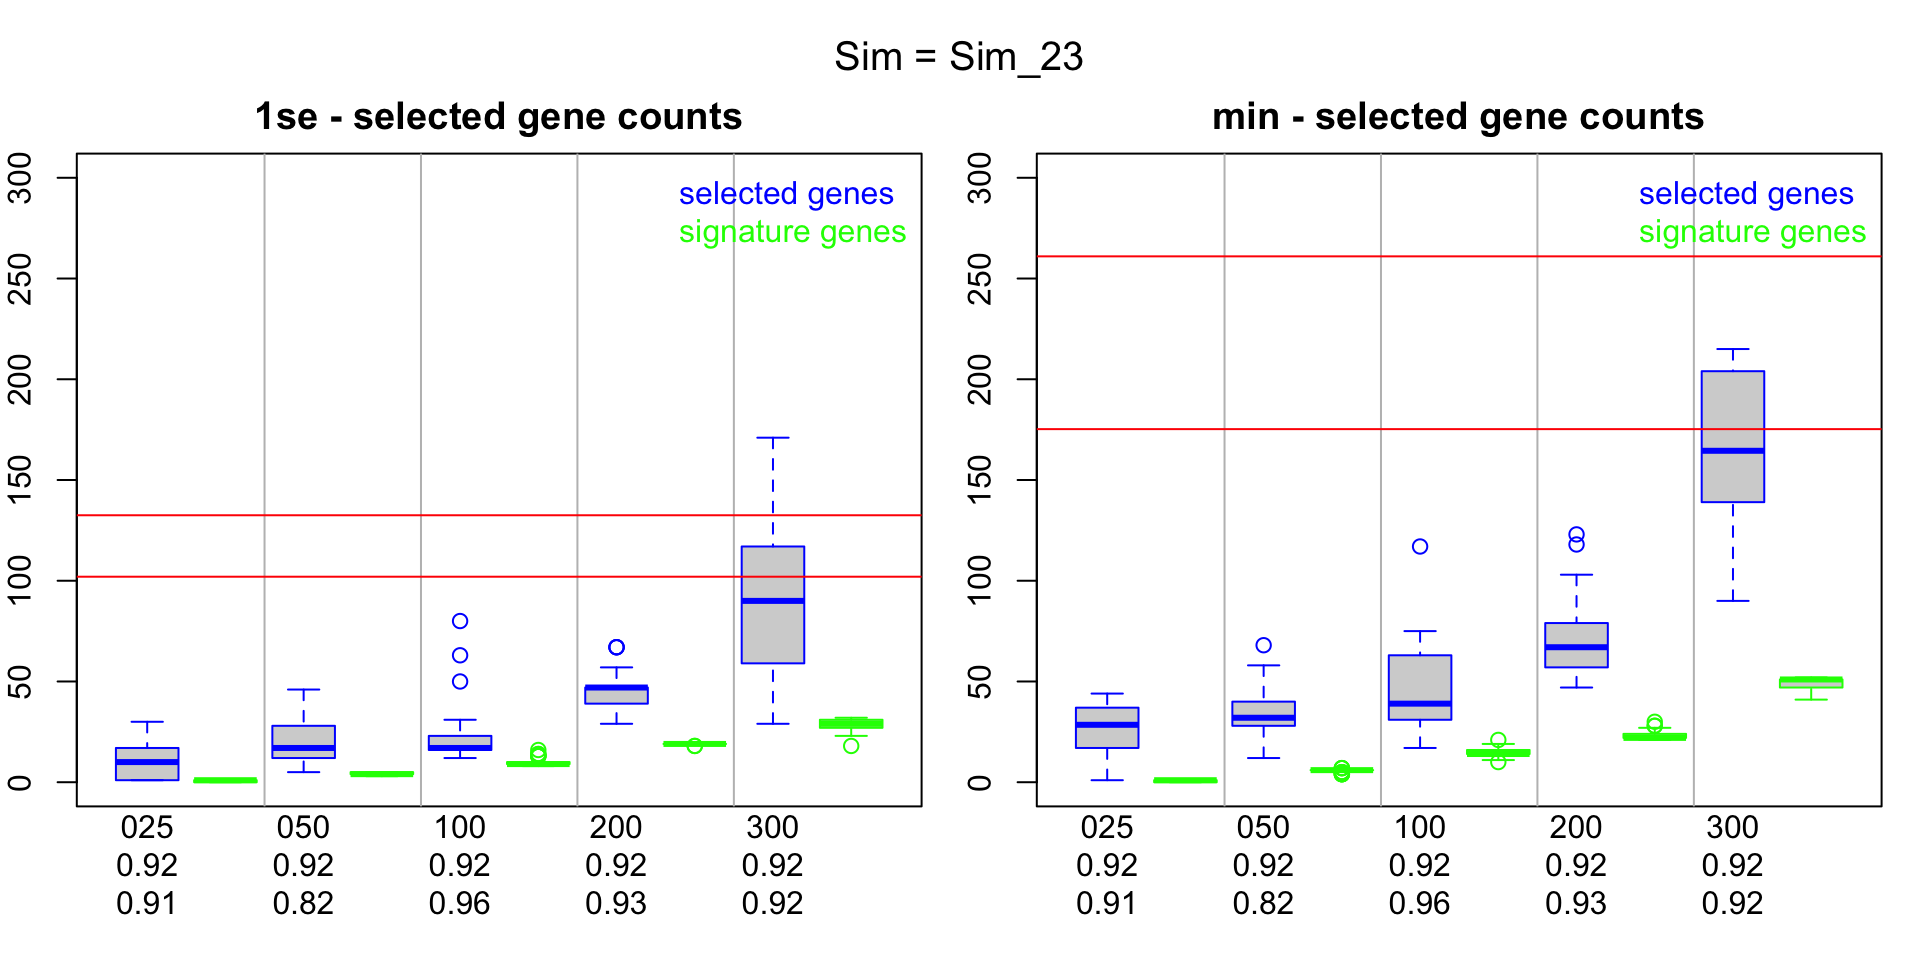 Sim = Sim_23
1se - selected gene counts
300
250
200
150
100
50
0
selected genes
signature genes
025 050 100 200 300
0.92 0.92 0.92 0.92 0.92
0.91 0.82 0.96 0.93 0.92
min - selected gene counts
300
250
200
150
100
50
0
selected genes
signature genes
025 050 100 200 300
0.92 0.92 0.92 0.92 0.92
0.91 0.82 0.96 0.93 0.92